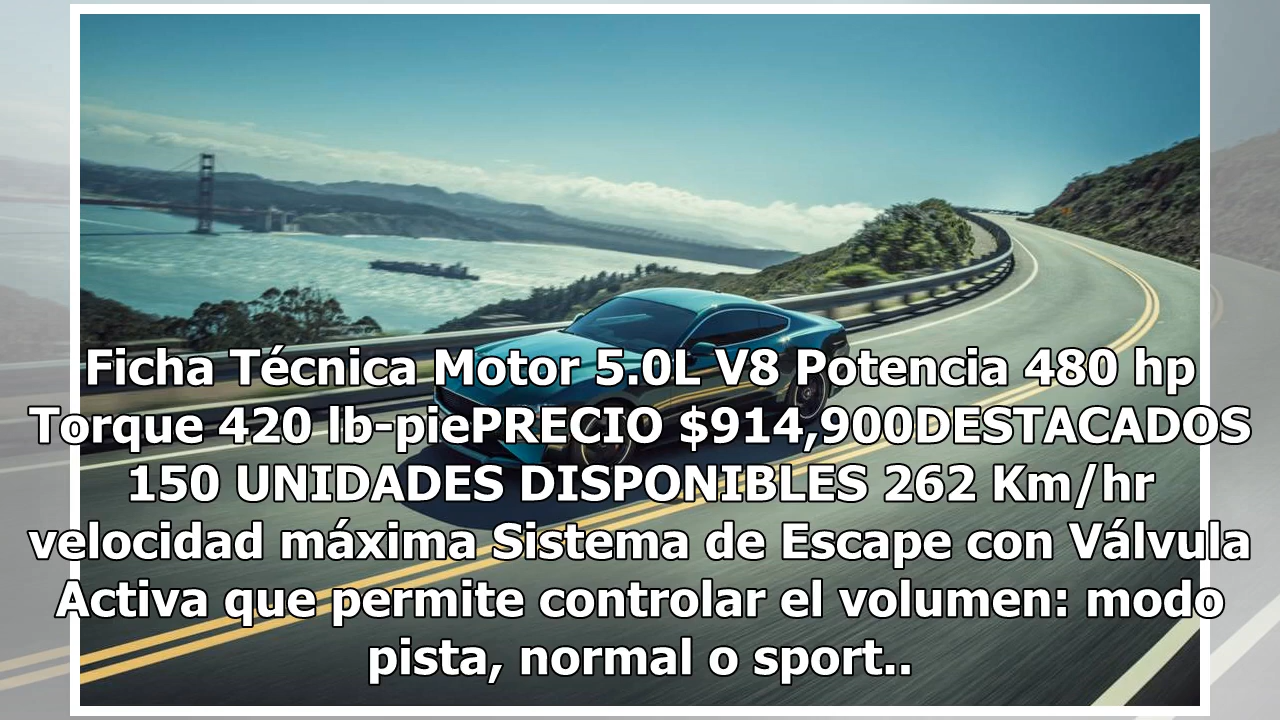 Ficha Técnica Motor 5.0L V8 Potencia 480 hp
Torque 420 lb-piePRECIO $914,900DESTACADOS
150 UNIDADES DISPONIBLES 262 Km/hr
velocidad máxima Sistema de Escape con Válvula
Activa que permite controlar el volumen: modo
pista, normal o sport..